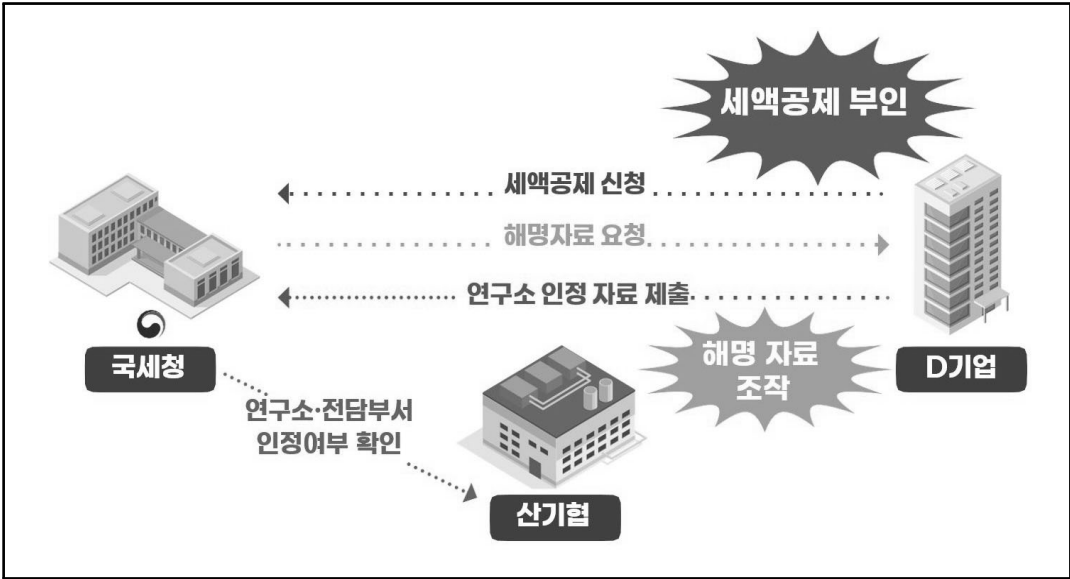 세액공제 부인
세액공제 신청
해명자료 요청
연구소 인정 자료 제출
해명 자료
조작
국세청
D기업
연구소·전담부서
인정여부 확인
산기협